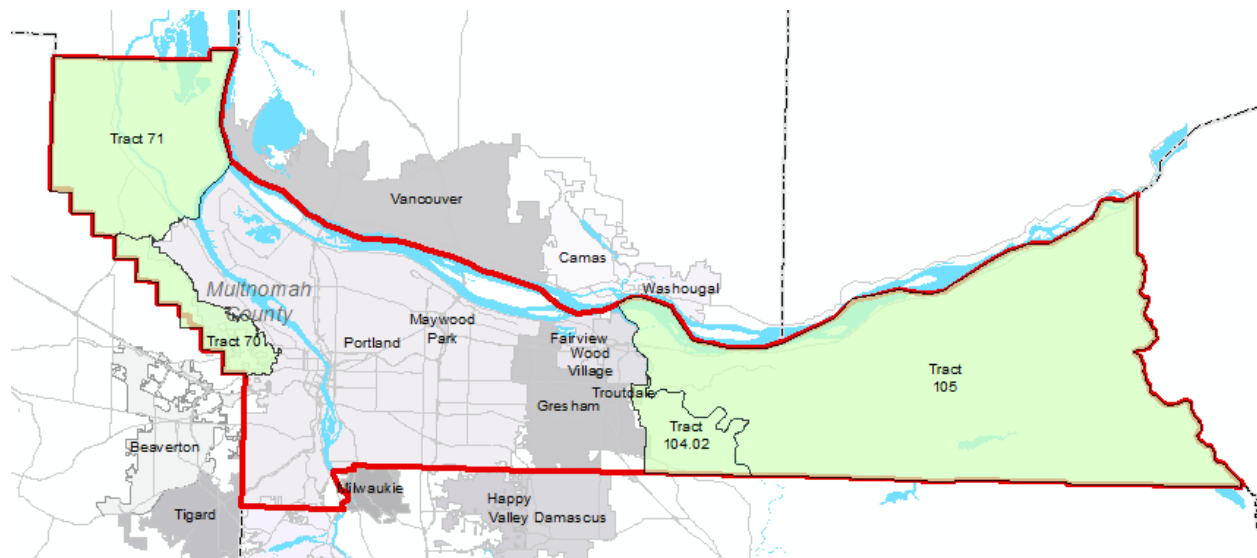 Tract 71
Vancouver
Camas
Washougal
Multnomah
County
Maywood
Park
Portland
Tract 70
Fairview
Wood
Village
Troutdale
Gresham
Tract
105
Tract
104.02
Beaverton
Milwaukie
Tigard
Happy
Valley
Damascus